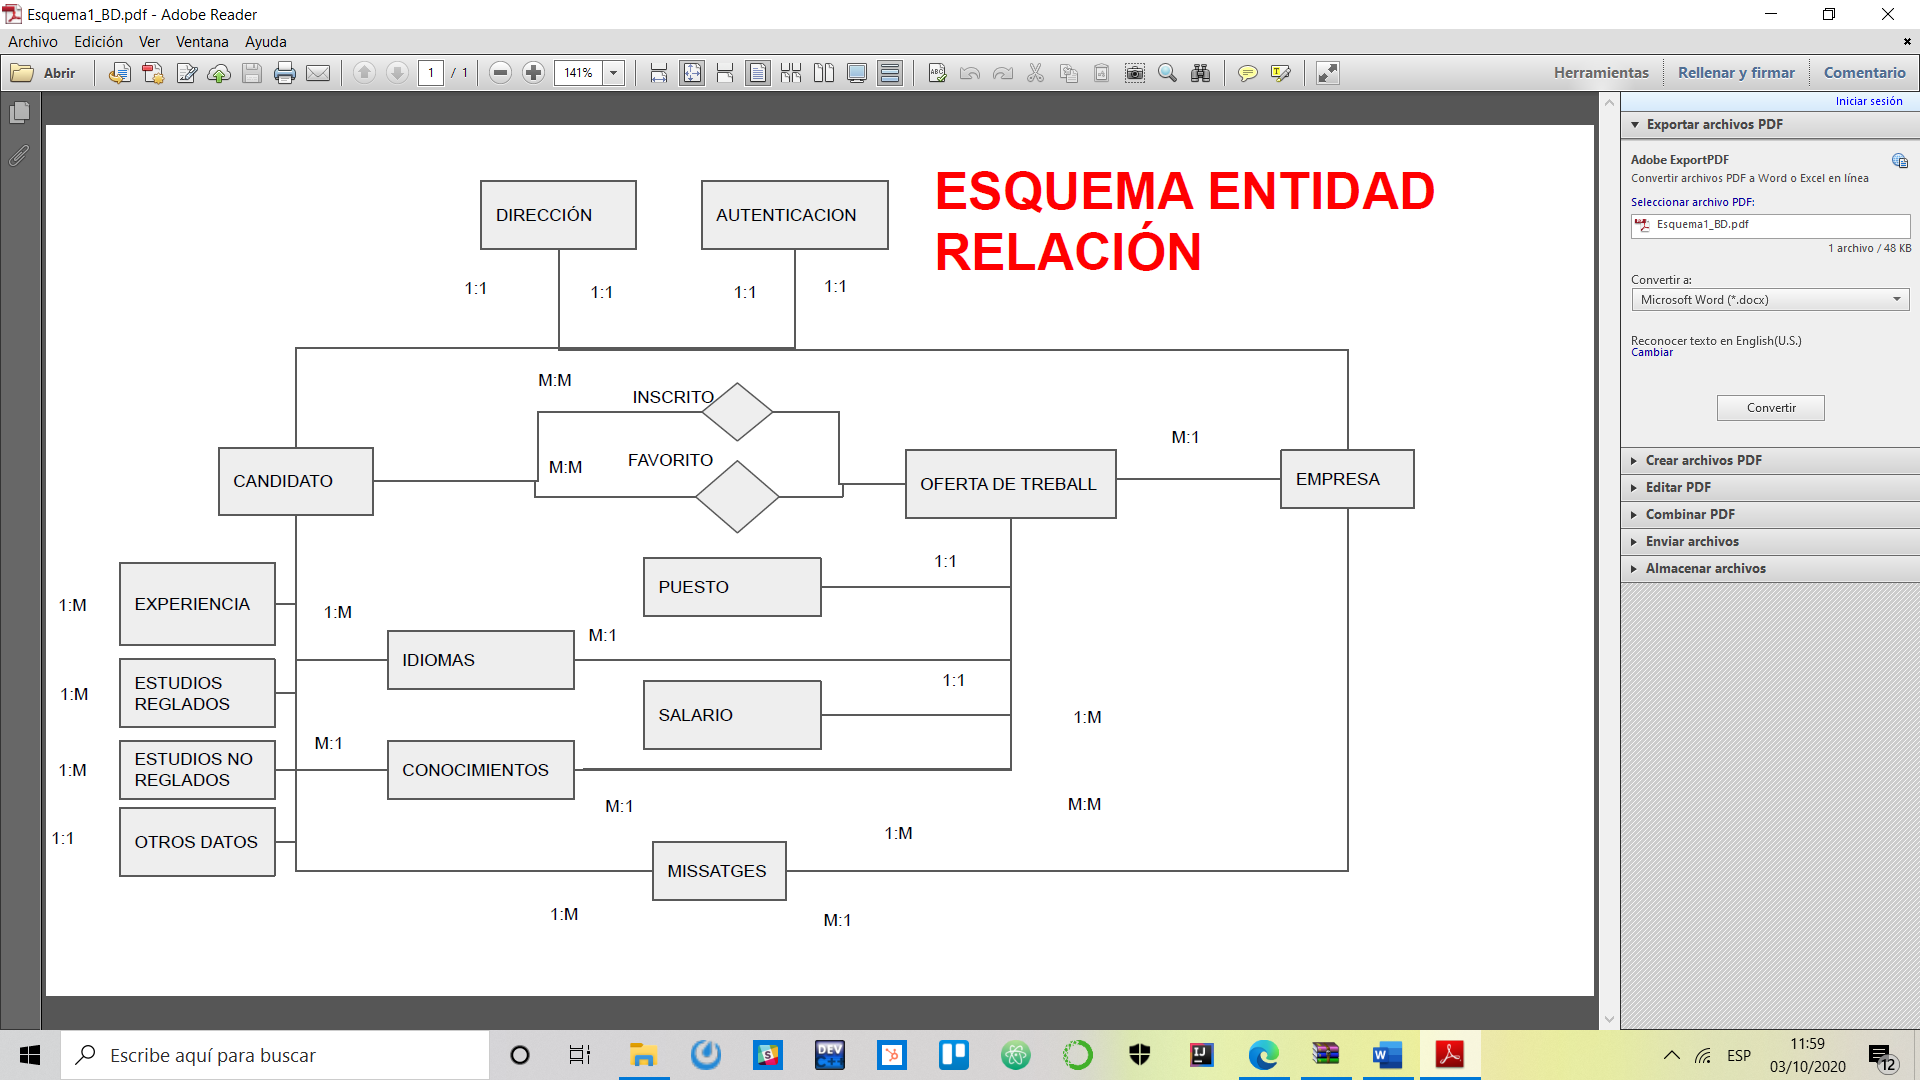 Esquema1_BD.pdf - Adobe Reader
Archivo Edición Ver Ventana Ayuda
Abrir
1 / 1
141%
Herramientas
Rellenar y firmar
Comentario
Iniciar sesión
Exportar archivos PDF
Adobe ExportPDF
Convertir archivos PDF a Word o Excel en línea
Seleccionar archivo PDF:
Esquema1_BD.pdf
1 archivo / 48 KB
Convertir a:
Microsoft Word (*.docx)
Reconocer texto en English(U.S.)
Cambiar
Convertir
Crear archivos PDF
Editar PDF
Combinar PDF
Enviar archivos
Almacenar archivos
ESQUEMA ENTIDAD
RELACIÓN
DIRECCIÓN
AUTENTICACION
1:1
1:1
1:1
1:1
M:M
INSCRITO
M:M
FAVORITO
M:1
CANDIDATO
OFERTA DE TREBALL
EMPRESA
1:1
PUESTO
1:M
EXPERIENCIA
1:M
M:1
IDIOMAS
1:1
1:M
ESTUDIOS
REGLADOS
SALARIO
1:M
M:1
1:M
ESTUDIOS NO
REGLADOS
CONOCIMIENTOS
M:1
M:M
1:1
OTROS DATOS
1:M
MISSATGES
1:M
M:1
Escribe aquí para buscar
DEV
C++
IJ
ESP
11:59
03/10/2020
12